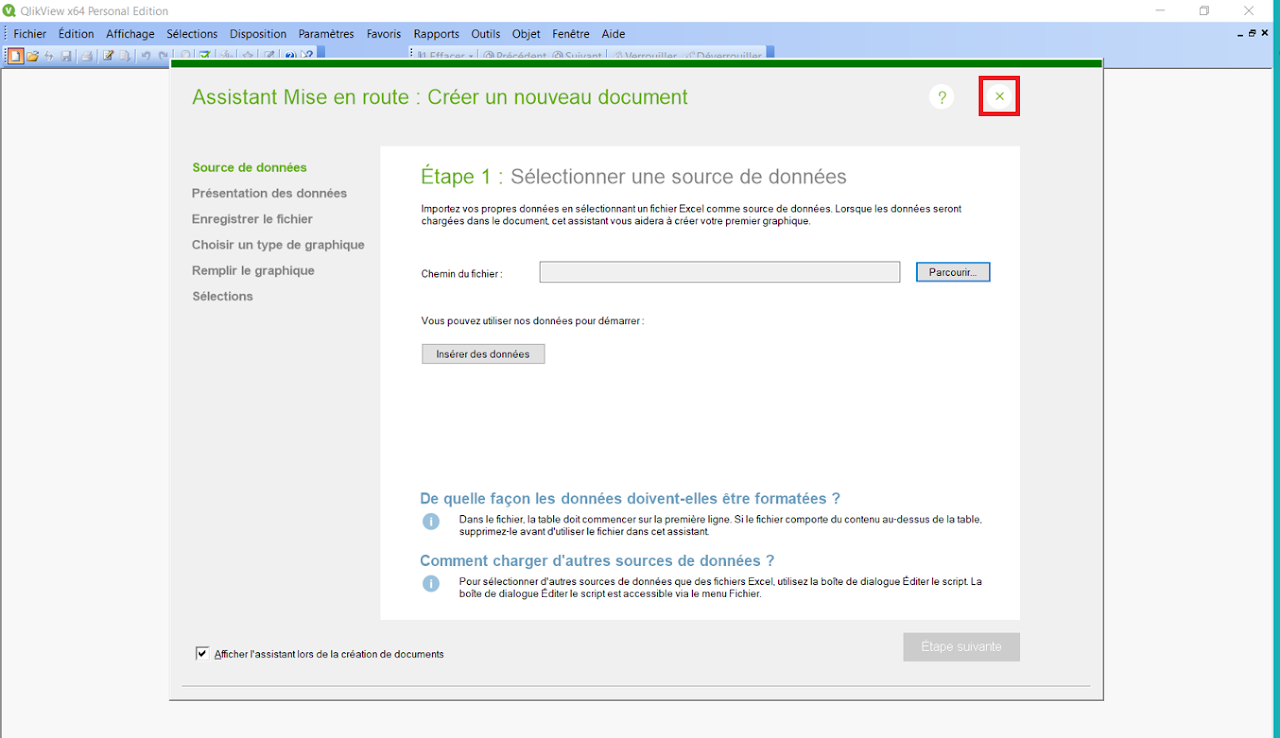 QlikView x64 Personal Edition
Fichier Édition Affichage Sélections Disposition Paramètres Favoris Rapports Outils Objet Fenêtre Aide
Effacer Précédent Suivant Verrouiller Déverrouiller
Assistant Mise en route : Créer un nouveau document
?
Source de données
Présentation des données
Enregistrer le fichier
Choisir un type de graphique
Remplir le graphique
Sélections
Étape 1 : Sélectionner une source de données
Importez vos propres données en sélectionnant un fichier Excel comme source de données. Lorsque les données seront
chargées dans le document, cet assistant vous aidera à créer votre premier graphique.
Chemin du fichier :
Parcourir...
Vous pouvez utiliser nos données pour démarrer :
Insérer des données
De quelle façon les données doivent-elles être formatées ?
Dans le fichier, la table doit commencer sur la première ligne. Si le fichier comporte du contenu au-dessus de la table,
supprimez-le avant d'utiliser le fichier dans cet assistant.
Comment charger d'autres sources de données ?
Pour sélectionner d'autres sources de données que des fichiers Excel, utilisez la boîte de dialogue Éditer le script. La
boîte de dialogue Éditer le script est accessible via le menu Fichier.
Afficher l'assistant lors de la création de documents
Étape suivante